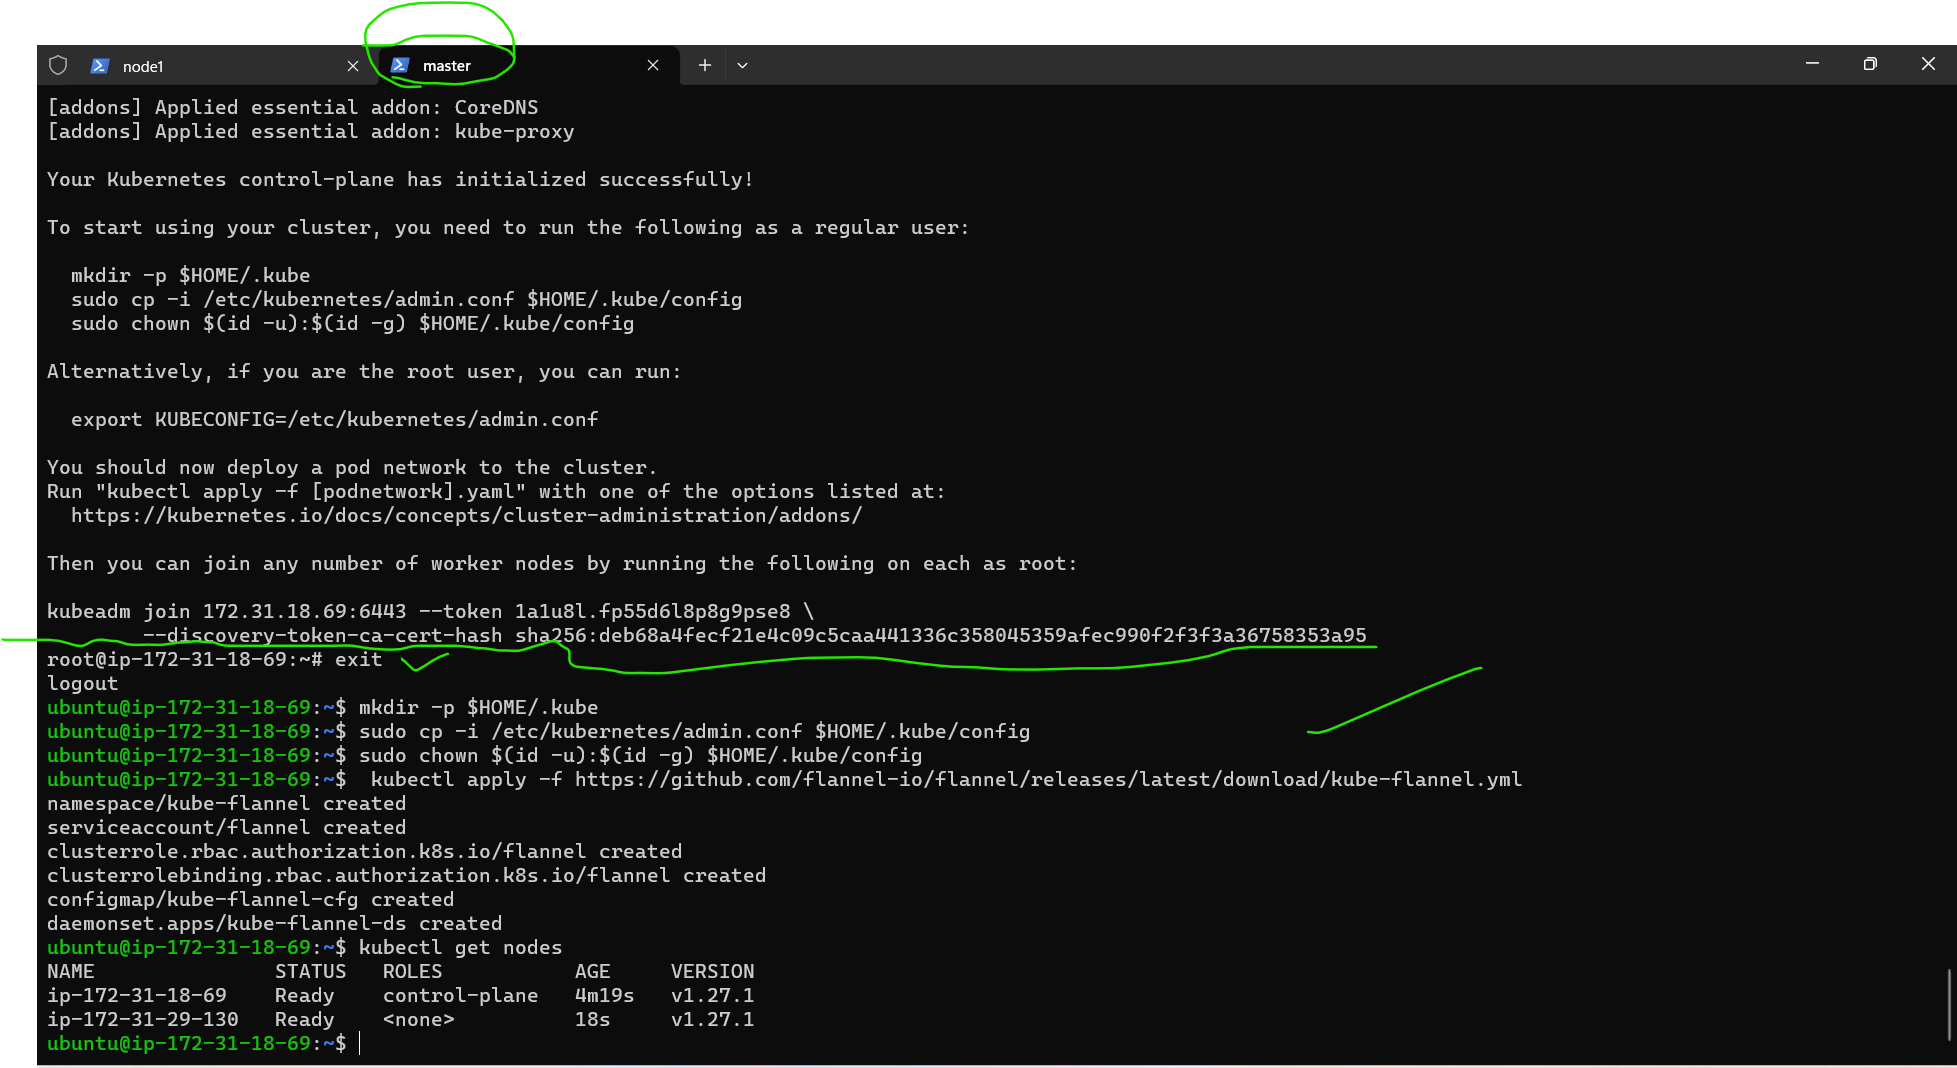 node1
master
[addons] Applied essential addon: CoreDNS
[addons] Applied essential addon: kube-proxy
Your Kubernetes control-plane has initialized successfully!
To start using your cluster, you need to run the following as a regular user:
mkdir -p $HOME/.kube
sudo cp -i /etc/kubernetes/admin.conf $HOME/.kube/config
sudo chown $(id -u):$(id -g) $HOME/.kube/config
Alternatively, if you are the root user, you can run:
export KUBECONFIG=/etc/kubernetes/admin.conf
You should now deploy a pod network to the cluster.
Run "kubectl apply -f [podnetwork].yaml" with one of the options listed at:
https://kubernetes.io/docs/concepts/cluster-administration/addons/
Then you can join any number of worker nodes by running the following on each as root:
kubeadm join 172.31.18.69:6443 --token 1a1u8l.fp55d6l8p8g9pse8 \
--discovery-token-ca-cert-hash sha256:deb68a4fecf21e4c09c5caa441336c358045359afec990f2f3f3a36758353a95
root@ip-172-31-18-69:~# exit
logout
ubuntu@ip-172-31-18-69:~$ mkdir -p $HOME/.kube
ubuntu@ip-172-31-18-69:~$ sudo cp -i /etc/kubernetes/admin.conf $HOME/.kube/config
ubuntu@ip-172-31-18-69:~$ sudo chown $(id -u):$(id -g) $HOME/.kube/config
ubuntu@ip-172-31-18-69:~$  kubectl apply -f https://github.com/flannel-io/flannel/releases/latest/download/kube-flannel.yml
namespace/kube-flannel created
serviceaccount/flannel created
clusterrole.rbac.authorization.k8s.io/flannel created
clusterrolebinding.rbac.authorization.k8s.io/flannel created
configmap/kube-flannel-cfg created
daemonset.apps/kube-flannel-ds created
ubuntu@ip-172-31-18-69:~$ kubectl get nodes
NAME STATUS ROLES AGE VERSION
ip-172-31-18-69 Ready control-plane 4m19s v1.27.1
ip-172-31-29-130 Ready <none> 18s v1.27.1
ubuntu@ip-172-31-18-69:~$